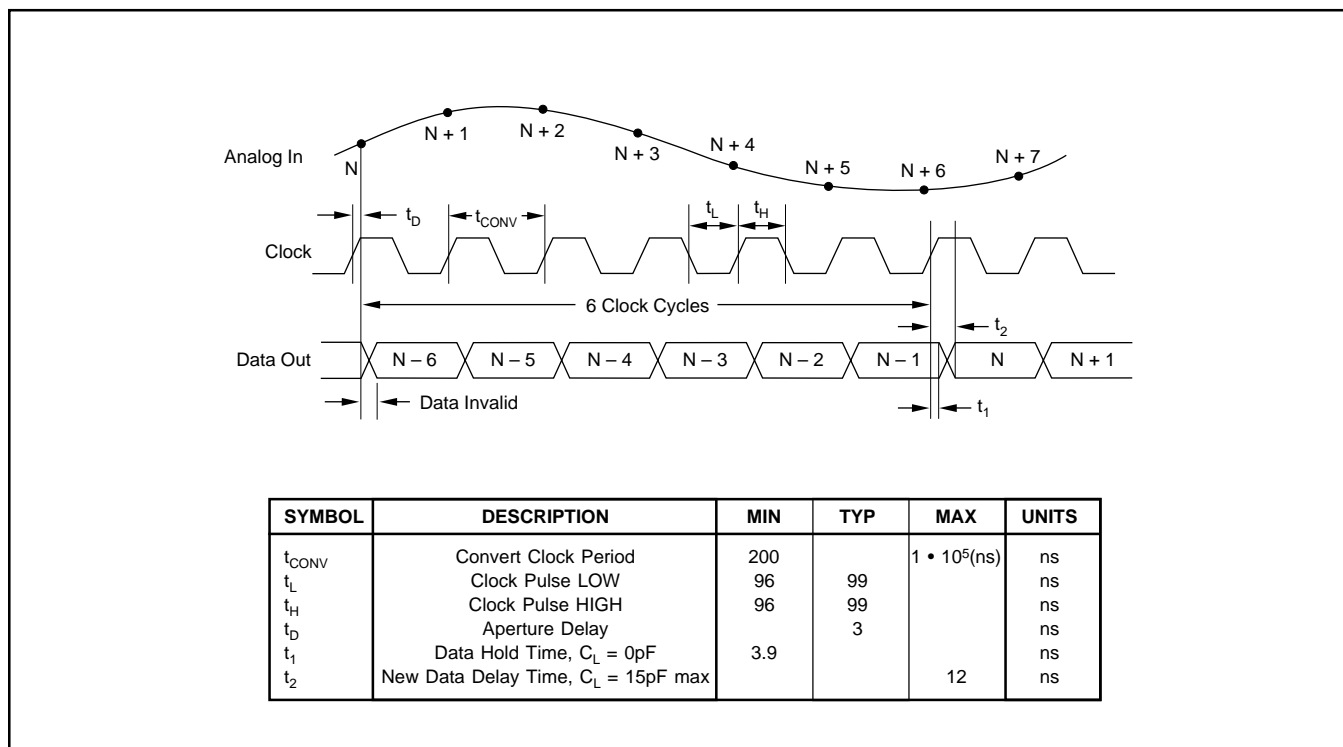 N + 1
N + 2
N + 3
N + 4
N + 5
N + 6
N + 7
Analog In
N
t_D
t_CONV
t_L
t_H
Clock
6 Clock Cycles
t_2
Data Out
N – 6
N – 5
N – 4
N – 3
N – 2
N – 1
N
N + 1
Data Invalid
t_1
SYMBOL DESCRIPTION MIN TYP MAX UNITS
t_CONV Convert Clock Period 200 1 • 10⁵(ns) ns
t_L Clock Pulse LOW 96 99 ns
t_H Clock Pulse HIGH 96 99 ns
t_D Aperture Delay 3 ns
t_1 Data Hold Time, C_L = 0pF 3.9 ns
t_2 New Data Delay Time, C_L = 15pF max 12 ns